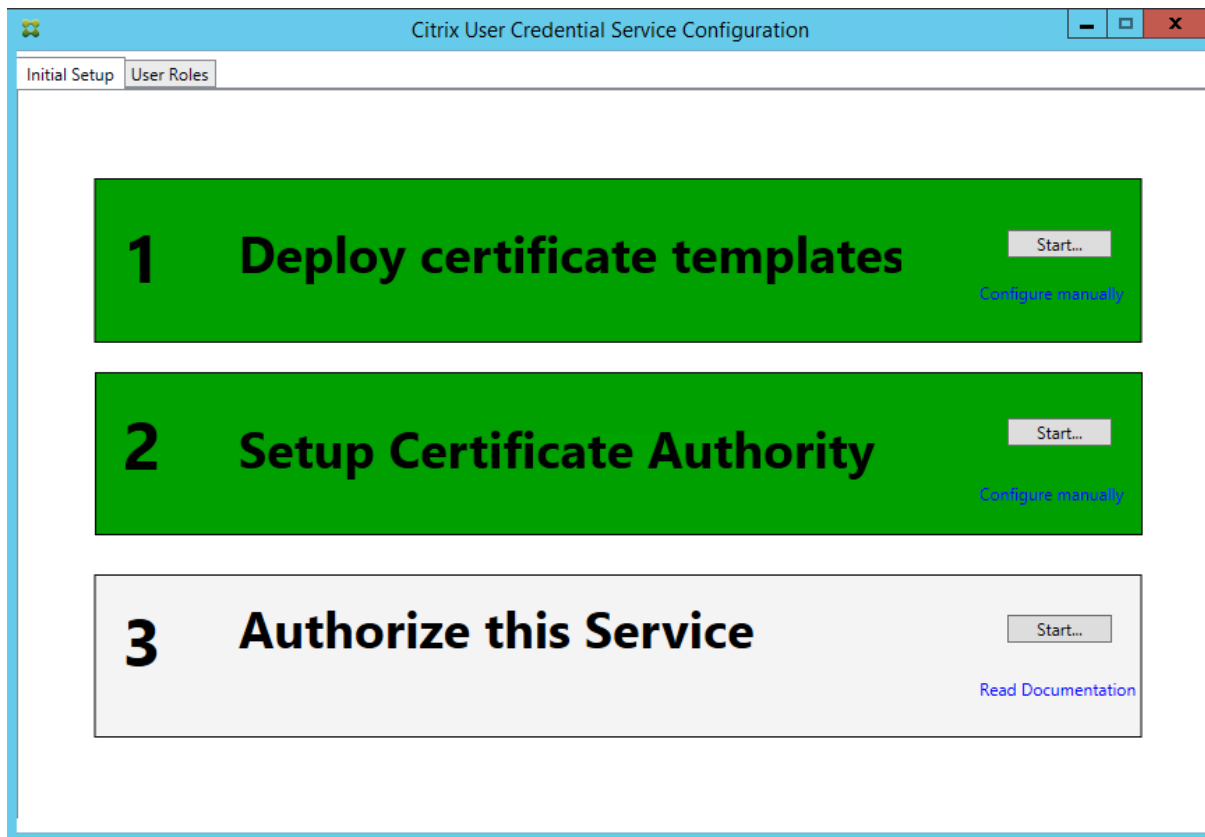 Citrix User Credential Service Configuration
Initial Setup User Roles
1 Deploy certificate templates Start...
Configure manually
2 Setup Certificate Authority Start...
Configure manually
3 Authorize this Service Start...
Read Documentation